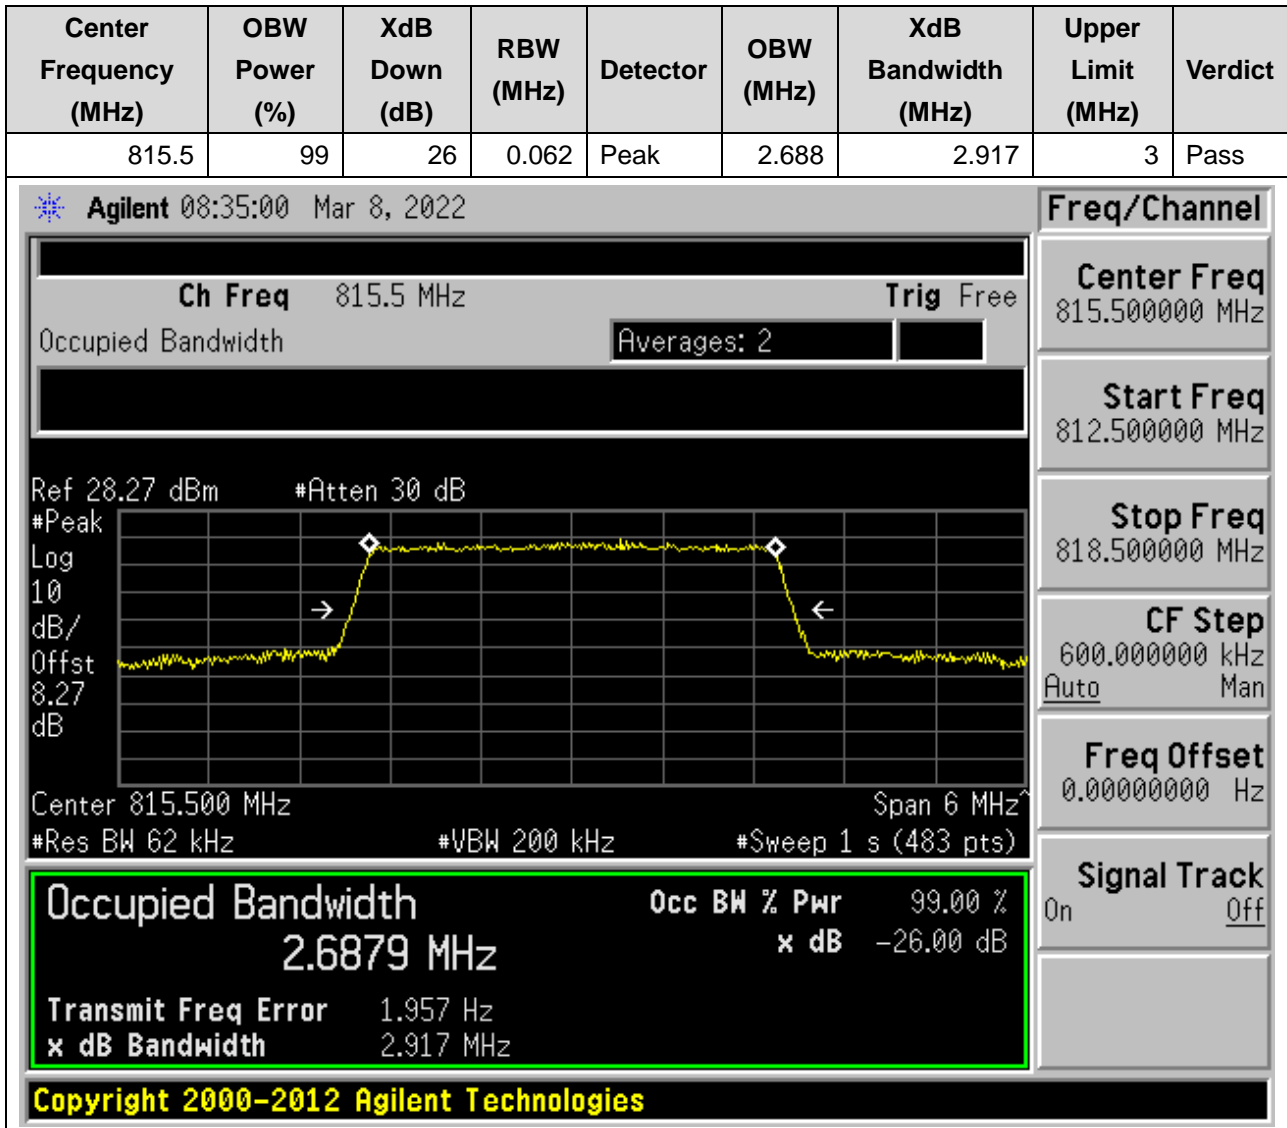 Center Frequency (MHz) OBW Power (%) XdB Down (dB) RBW (MHz) Detector OBW (MHz) XdB Bandwidth (MHz) Upper Limit (MHz) Verdict
815.5 99 26 0.062 Peak 2.688 2.917 3 Pass
Agilent 08:35:00 Mar 8, 2022
Freq/Channel
Ch Freq 815.5 MHz Trig Free
Occupied Bandwidth Averages: 2
Ref 28.27 dBm #Atten 30 dB
#Peak
Log
10
dB/
Offst
8.27
dB
Center 815.500 MHz Span 6 MHz^
#Res BW 62 kHz #VBW 200 kHz #Sweep 1 s (483 pts)
Occupied Bandwidth Occ BW % Pwr 99.00 %
2.6879 MHz x dB -26.00 dB
Transmit Freq Error 1.957 Hz
x dB Bandwidth 2.917 MHz
Center Freq
815.500000 MHz
Start Freq
812.500000 MHz
Stop Freq
818.500000 MHz
CF Step
600.000000 kHz
Auto Man
Freq Offset
0.00000000 Hz
Signal Track
On Off
Copyright 2000-2012 Agilent Technologies